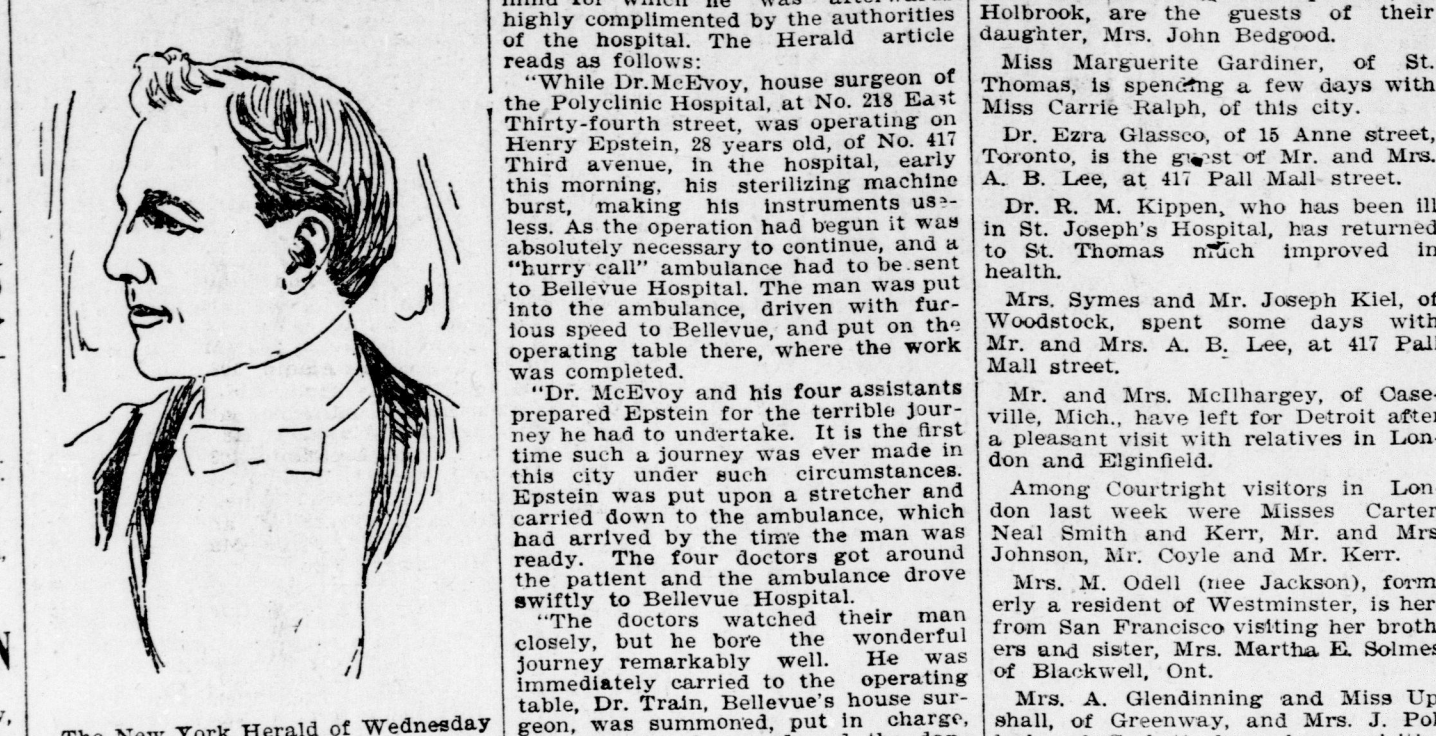 The New York Herald of Wednesday
highly complimented by the authorities
of the hospital. The Herald article
reads as follows:
"While Dr.McEvoy, house surgeon of
the Polyclinic Hospital, at No. 218 East
Thirty-fourth street, was operating on
Henry Epstein, 28 years old, of No. 417
Third avenue, in the hospital, early
this morning, his sterilizing machine
burst, making his instruments use-
less. As the operation had begun it was
absolutely necessary to continue, and a
"hurry call" ambulance had to be sent
to Bellevue Hospital. The man was put
into the ambulance, driven with fur-
ious speed to Bellevue, and put on the
operating table there, where the work
was completed.
"Dr. McEvoy and his four assistants
prepared Epstein for the terrible jour-
ney he had to undertake. It is the first
time such a journey was ever made in
this city under such circumstances.
Epstein was put upon a stretcher and
carried down to the ambulance, which
had arrived by the time the man was
ready. The four doctors got around
the patient and the ambulance drove
swiftly to Bellevue Hospital.
"The doctors watched their man
closely, but he bore the wonderful
journey remarkably well. He was
immediately carried to the operating
table, Dr. Train, Bellevue's house sur-
geon, was summoned, put in charge,
Holbrook, are the guests of their
daughter, Mrs. John Bedgood.
Miss Marguerite Gardiner, of St.
Thomas, is spending a few days with
Miss Carrie Ralph, of this city.
Dr. Ezra Glassco, of 15 Anne street,
Toronto, is the guest of Mr. and Mrs.
A. B. Lee, at 417 Pall Mall street.
Dr. R. M. Kippen, who has been ill
in St. Joseph's Hospital, has returned
to St. Thomas much improved in
health.
Mrs. Symes and Mr. Joseph Kiel, of
Woodstock, spent some days with
Mr. and Mrs. A. B. Lee, at 417 Pall
Mall street.
Mr. and Mrs. McIlhargey, of Case-
ville, Mich., have left for Detroit after
a pleasant visit with relatives in Lon-
don and Elginfield.
Among Courtright visitors in Lon
don last week were Misses Carter
Neal Smith and Kerr, Mr. and Mrs
Johnson, Mr. Coyle and Mr. Kerr.
Mrs. M. Odell (nee Jackson), form
erly a resident of Westminster, is her
from San Francisco visiting her broth
ers and sister, Mrs. Martha E. Solmes
of Blackwell, Ont.
Mrs. A. Glendinning and Miss Up
shall, of Greenway, and Mrs. J. Pol